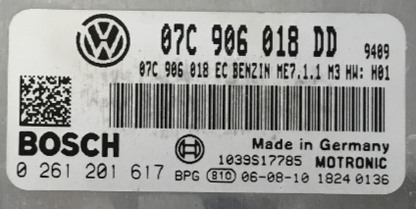 07C 906 018 DD 9409
07C 906 018 EC BENZIN ME7.1.1 M3 HW: H01
BOSCH
Made in Germany
1039S17785 MOTRONIC
0 261 201 617 BPG 810 06-08-10 1824 0136